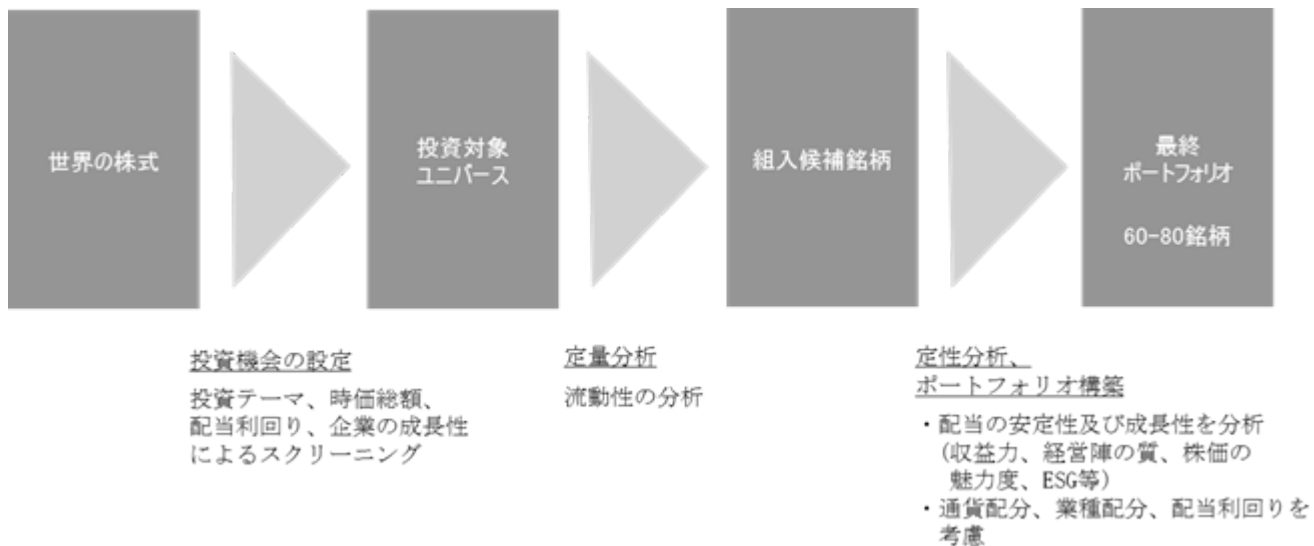 世界の株式
投資対象
ユニバース
組入候補銘柄
最終
ポートフォリオ
60-80銘柄
投資機会の設定
投資テーマ、時価総額、
配当利回り、企業の成長性
によるスクリーニング
定量分析
流動性の分析
定性分析、
ポートフォリオ構築
・配当の安定性及び成長性を分析
(収益力、経営陣の質、株価の
魅力度、ESG等)
・通貨配分、業種配分、配当利回りを
考慮